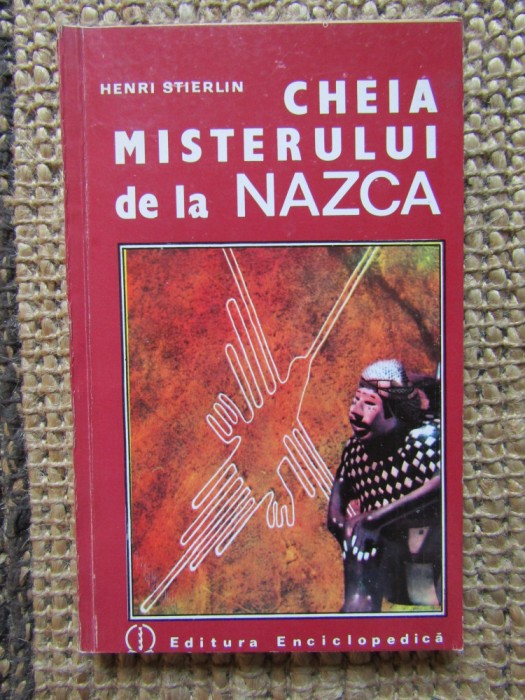 HENRI STIERLIN
CHEIA
MISTERULUI
de la NAZCA
Editura Enciclopedică